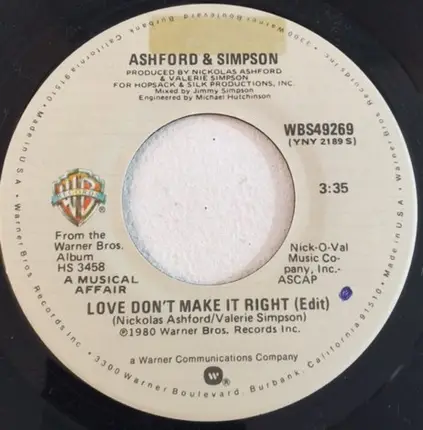 ASHFORD & SIMPSON
PRODUCED BY NICKOLAS ASHFORD
& VALERIE SIMPSON
FOR HOPSACK & SILK PRODUCTIONS, INC.
Mixed by Jimmy Simpson
Engineered by Michael Hutchinson
WBS49269
(YNY 2189 S)
3:35
WB
®
From the
Warner Bros.
Album
HS 3458
A MUSICAL
AFFAIR
Nick-O-Val
Music Co-
pany, Inc.-
ASCAP
LOVE DON'T MAKE IT RIGHT (Edit)
(Nickolas Ashford/Valerie Simpson)
℗1980 Warner Bros. Records Inc.
a Warner Communications Company
®
Made in U.S.A. • Warner Bros. Records Inc. • 3300 Warner Boulevard, Burbank, California 91510 • Made in U.S.A.